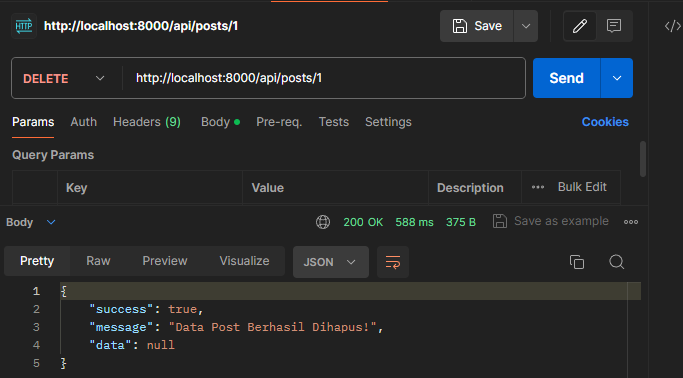 HTTP http://localhost:8000/api/posts/1 Save
DELETE http://localhost:8000/api/posts/1 Send
Params Auth Headers (9) Body Pre-req. Tests Settings Cookies
Query Params
Key Value Description Bulk Edit
Body 200 OK 588 ms 375 B Save as example
Pretty Raw Preview Visualize JSON
1 {
2 "success": true,
3 "message": "Data Post Berhasil Dihapus!",
4 "data": null
5 }